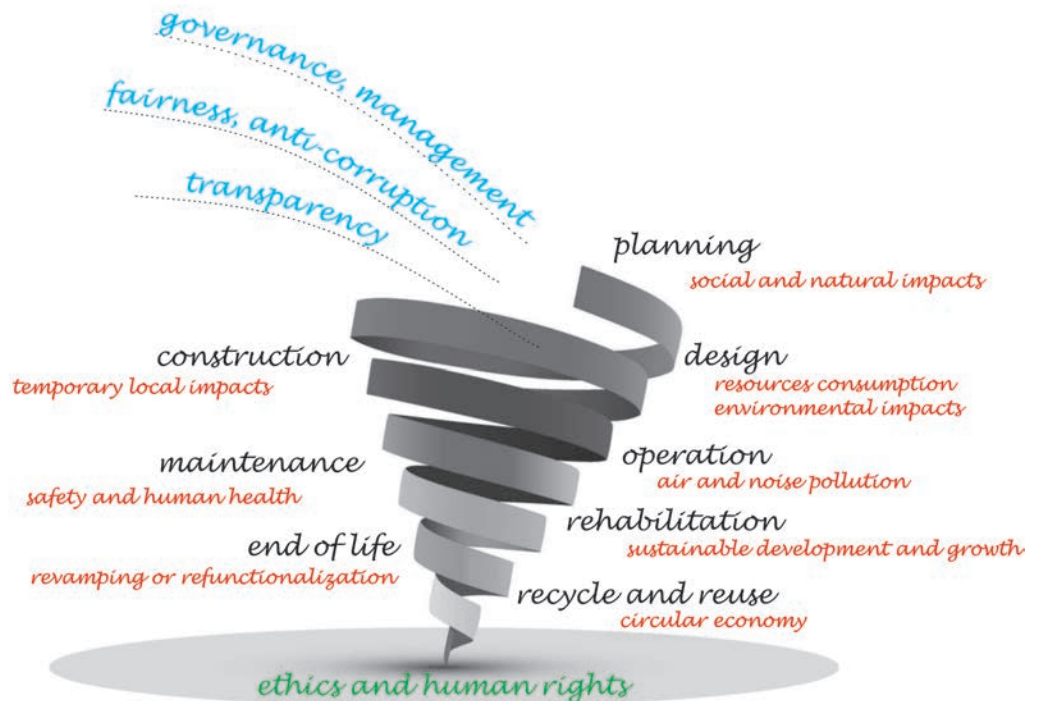 governance, management
fairness, anti-corruption
transparency
planning
social and natural impacts
construction
temporary local impacts
design
resources consumption
environmental impacts
maintenance
safety and human health
operation
air and noise pollution
rehabilitation
sustainable development and growth
end of life
revamping or refunctionalization
recycle and reuse
circular economy
ethics and human rights